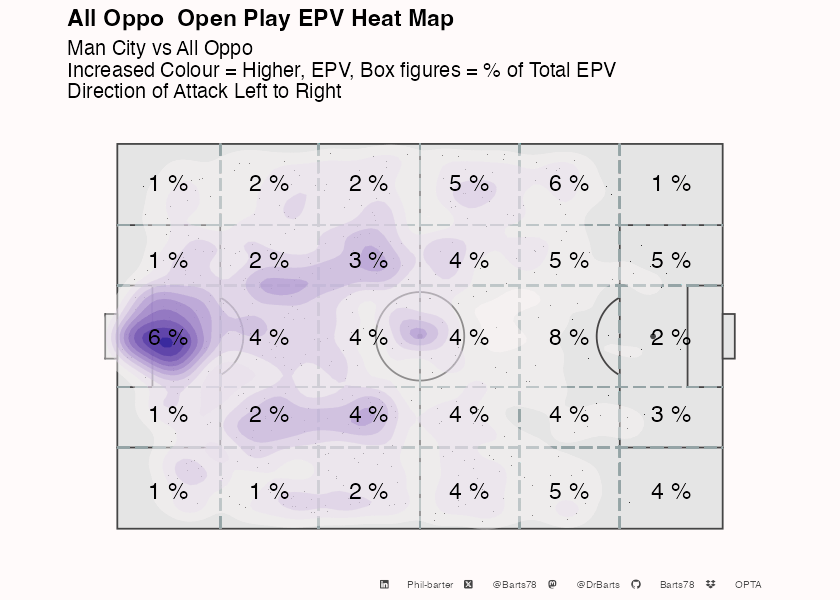 All Oppo  Open Play EPV Heat Map
Man City vs All Oppo
Increased Colour = Higher, EPV, Box figures = % of Total EPV
Direction of Attack Left to Right
1 % 2 % 2 % 5 % 6 % 1 %
1 % 2 % 3 % 4 % 5 % 5 %
6 % 4 % 4 % 4 % 8 % 2 %
1 % 2 % 4 % 4 % 4 % 3 %
1 % 1 % 2 % 4 % 5 % 4 %
Phil-barter @Barts78 @DrBarts Barts78 OPTA